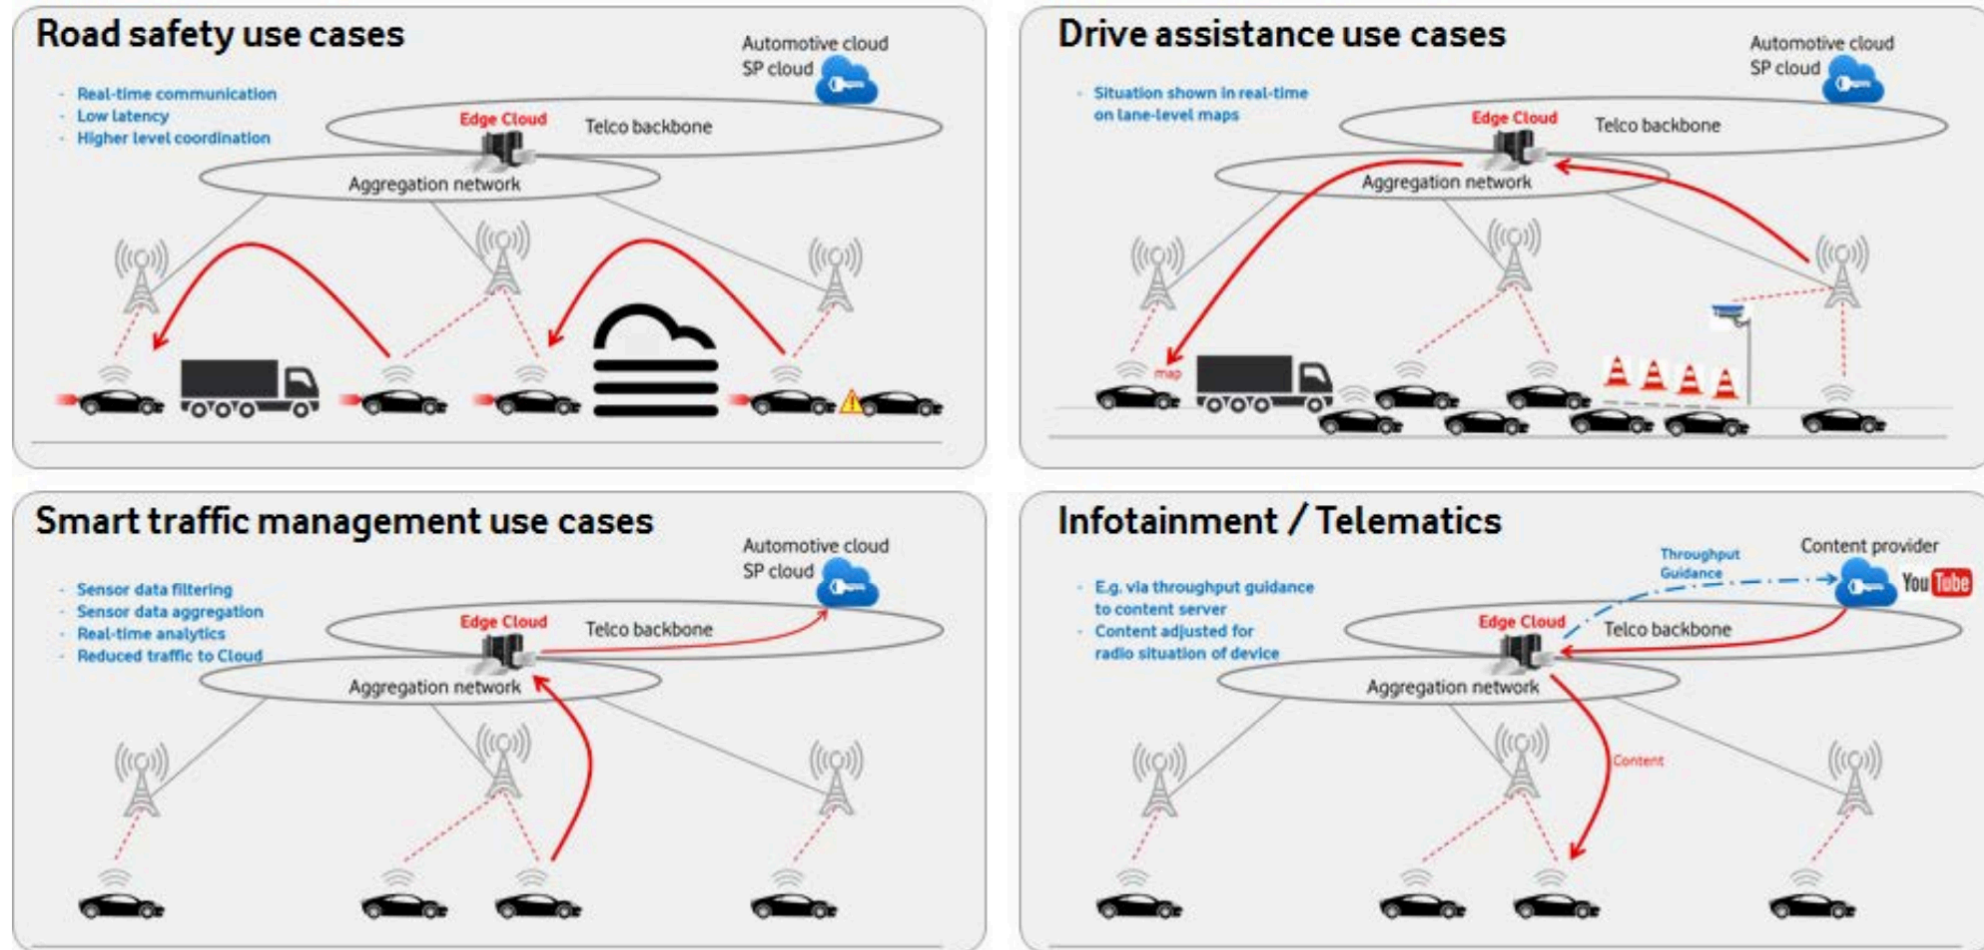 Road safety use cases
Automotive cloud
SP cloud
- Real-time communication
- Low latency
- Higher level coordination
Edge Cloud
Telco backbone
Aggregation network
Drive assistance use cases
Automotive cloud
SP cloud
- Situation shown in real-time
on lane-level maps
Edge Cloud
Telco backbone
Aggregation network
map
Smart traffic management use cases
Automotive cloud
SP cloud
- Sensor data filtering
- Sensor data aggregation
- Real-time analytics
- Reduced traffic to Cloud
Edge Cloud
Telco backbone
Aggregation network
Infotainment / Telematics
Throughput
Guidance
Content provider
YouTube
- E.g. via throughput guidance
to content server
- Content adjusted for
radio situation of device
Edge Cloud
Telco backbone
Aggregation network
Content